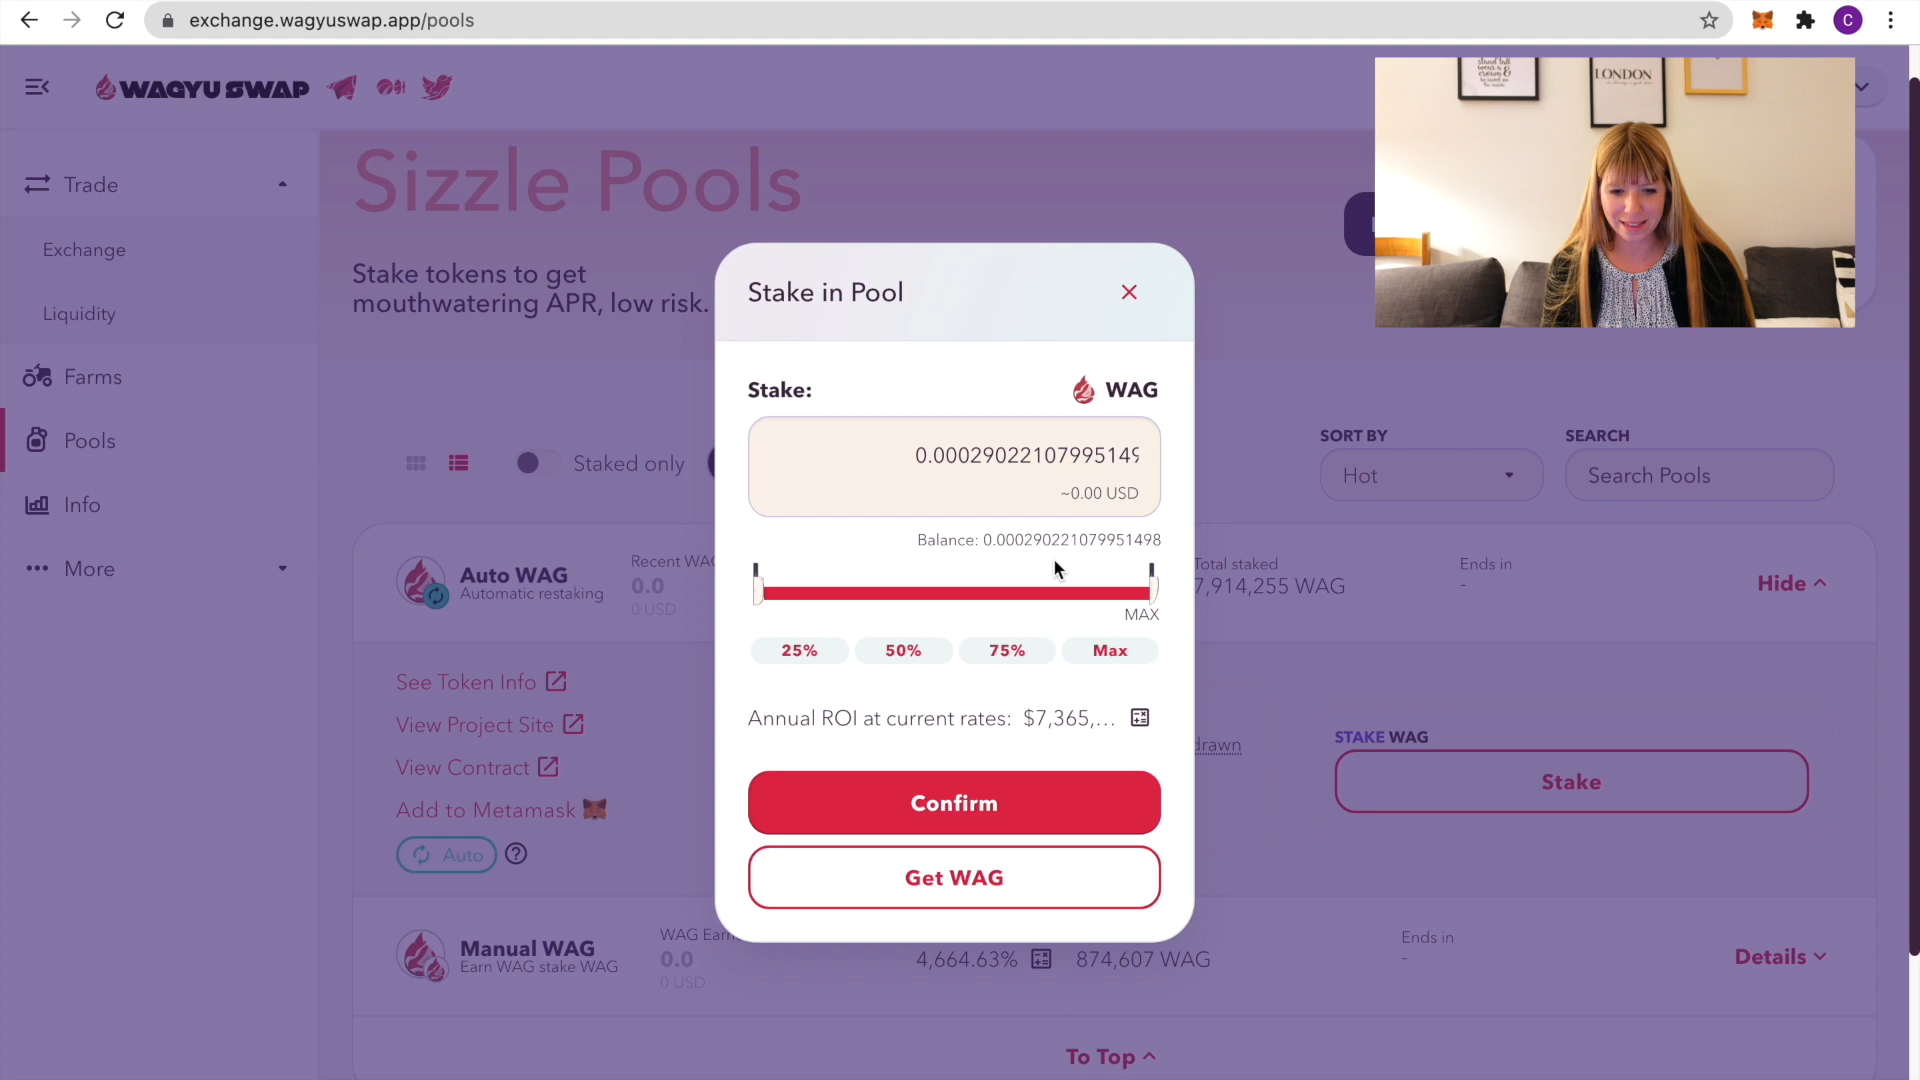 exchange.wagyuswap.app/pools
C
WAGYU SWAP
stand tall
wear a
crown &
LONDON
Trade
Sizzle Pools
Exchange
Stake tokens to get
mouthwatering APR, low risk.
Liquidity
Farms
Pools
Info
More
Staked only
SORT BY
Hot
SEARCH
Search Pools
Stake in Pool
Stake:
WAG
0.00029022107995149
~0.00 USD
Balance: 0.000290221079951498
MAX
25%
50%
75%
Max
Annual ROI at current rates: $7,365,...
Confirm
Get WAG
Auto WAG
Automatic restaking
Recent WAG
0.0
0 USD
Total staked
7,914,255 WAG
Ends in
-
Hide
See Token Info
View Project Site
View Contract
Add to Metamask
Auto
drawn
STAKE WAG
Stake
Manual WAG
Earn WAG stake WAG
WAG Earn
0.0
0 USD
4,664.63%
874,607 WAG
Ends in
-
Details
To Top